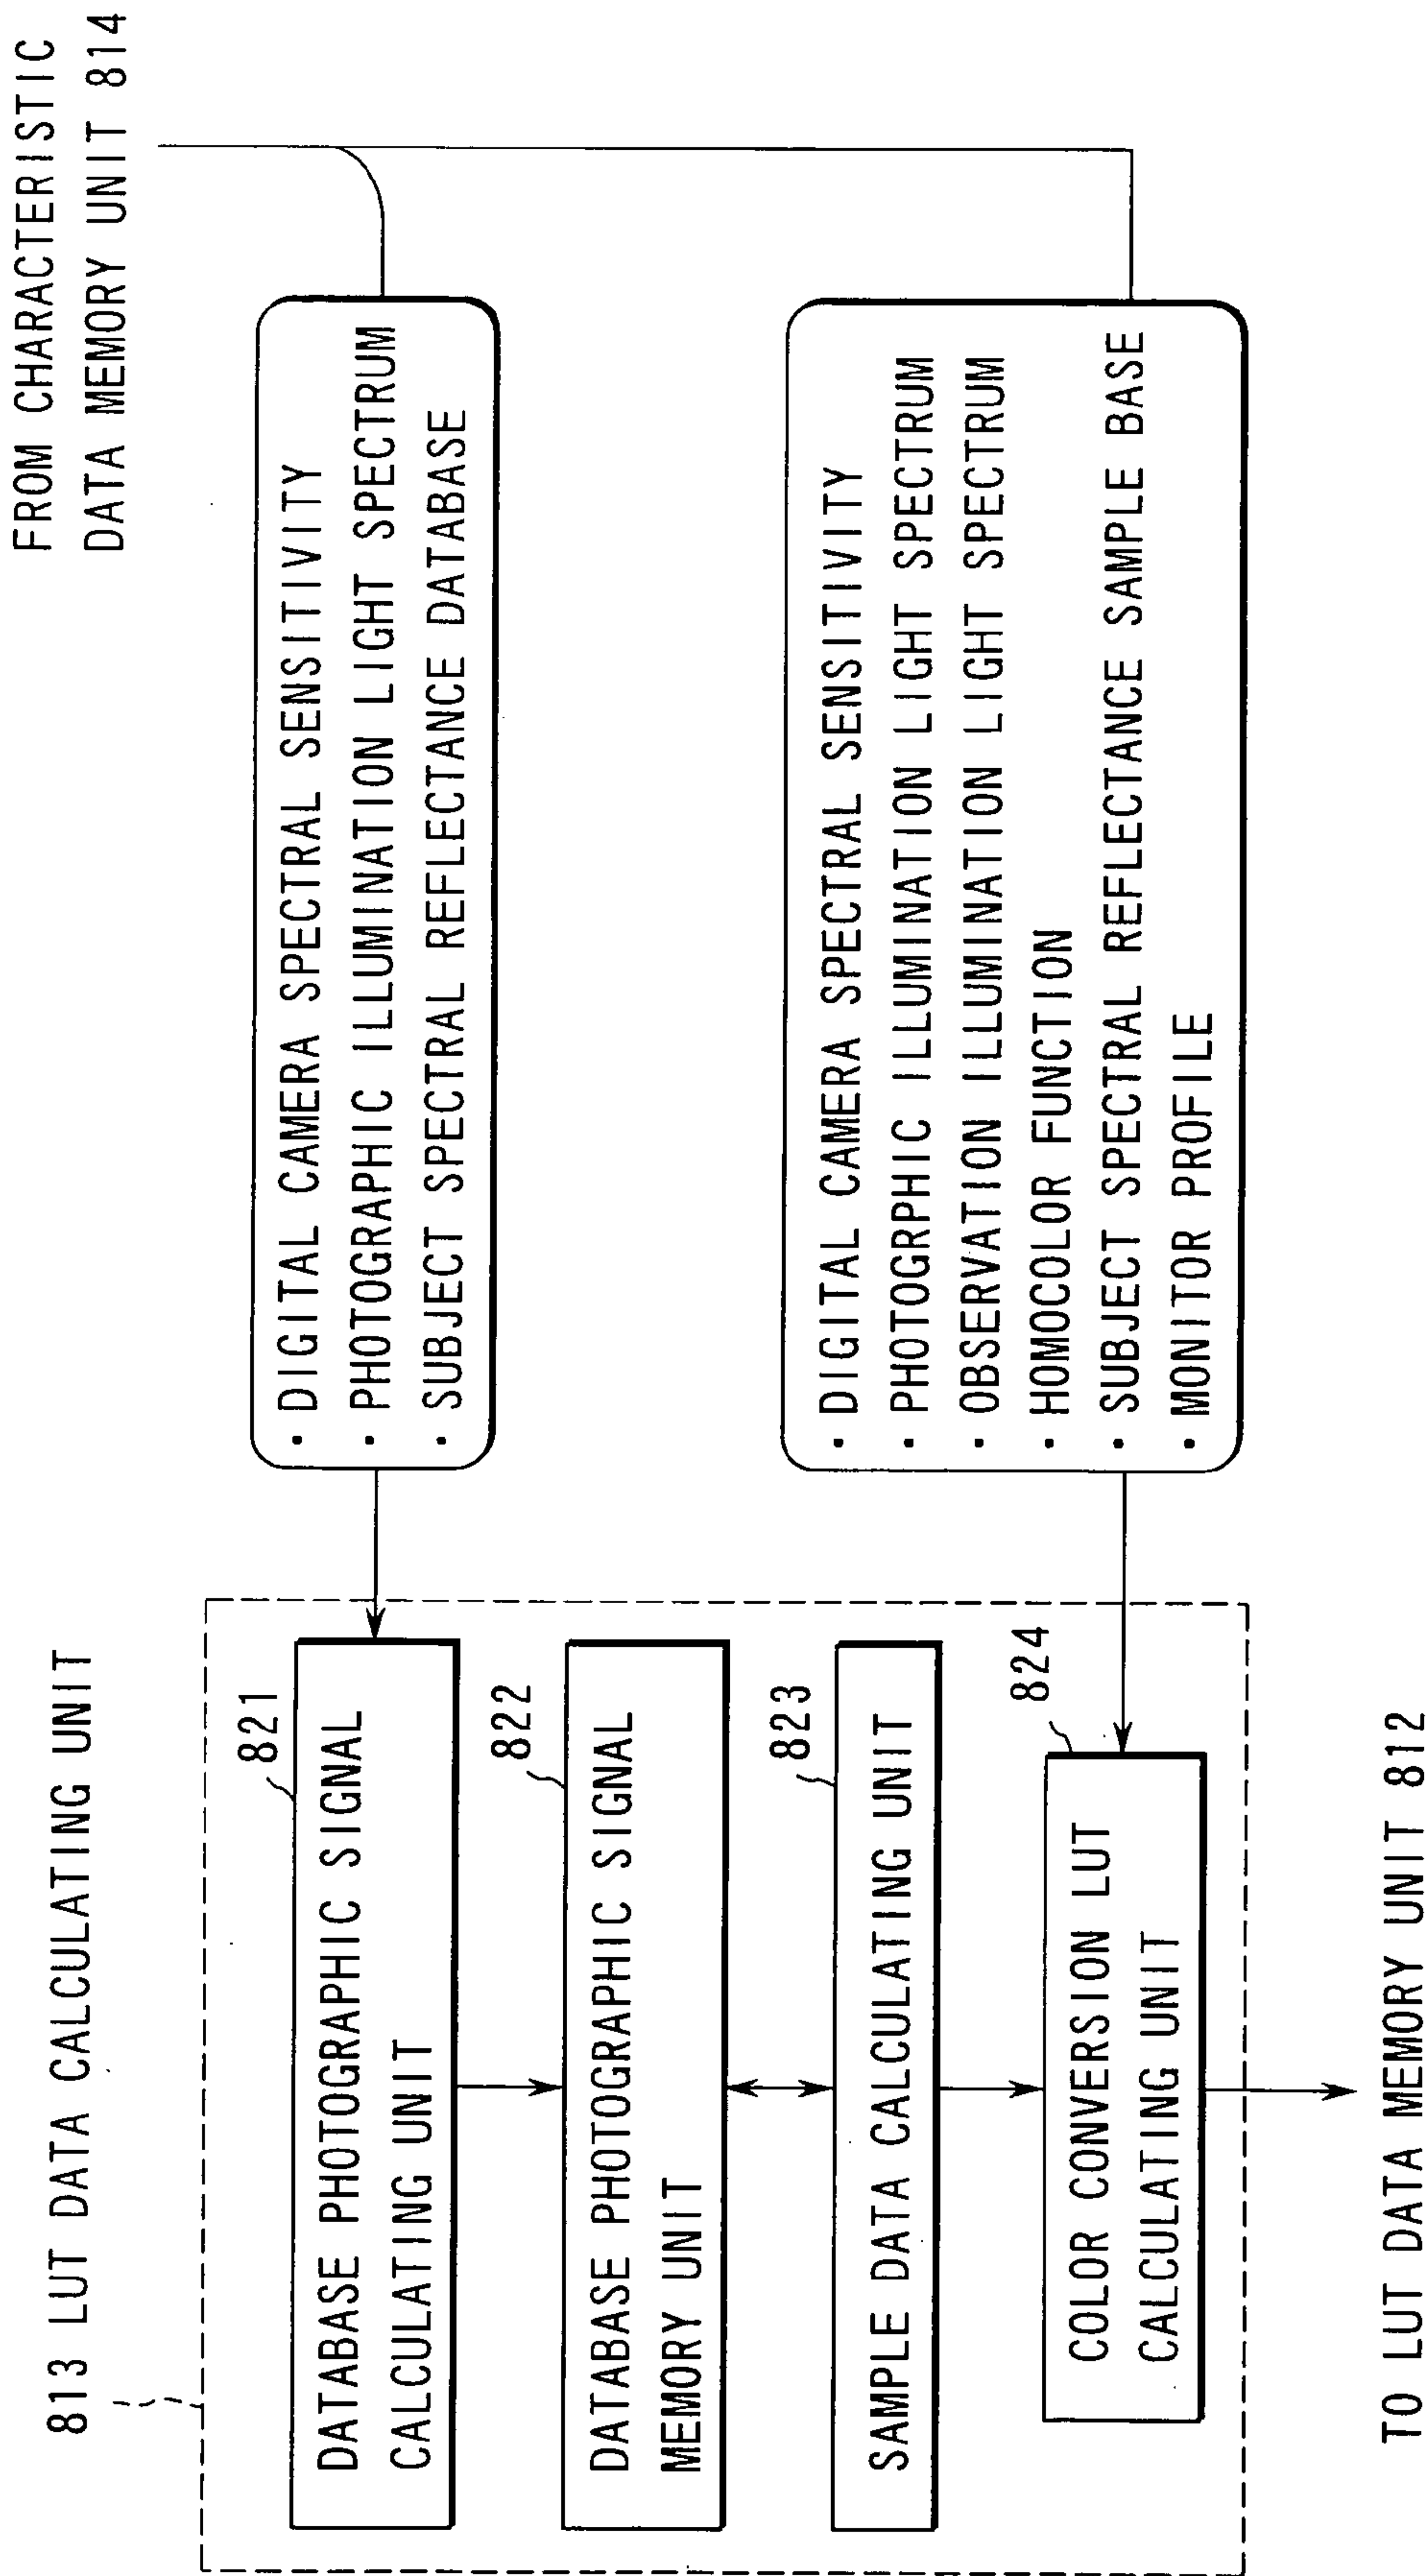 FROM CHARACTERISTIC
DATA MEMORY UNIT 814
813 LUT DATA CALCULATING UNIT
821
DATABASE PHOTOGRAPHIC SIGNAL
CALCULATING UNIT
· DIGITAL CAMERA SPECTRAL SENSITIVITY
· PHOTOGRAPHIC ILLUMINATION LIGHT SPECTRUM
· SUBJECT SPECTRAL REFLECTANCE DATABASE
822
DATABASE PHOTOGRAPHIC SIGNAL
MEMORY UNIT
823
SAMPLE DATA CALCULATING UNIT
824
COLOR CONVERSION LUT
CALCULATING UNIT
· DIGITAL CAMERA SPECTRAL SENSITIVITY
· PHOTOGRPHIC ILLUMINATION LIGHT SPECTRUM
· OBSERVATION ILLUMINATION LIGHT SPECTRUM
· HOMOCOLOR FUNCTION
· SUBJECT SPECTRAL REFLECTANCE SAMPLE BASE
· MONITOR PROFILE
TO LUT DATA MEMORY UNIT 812